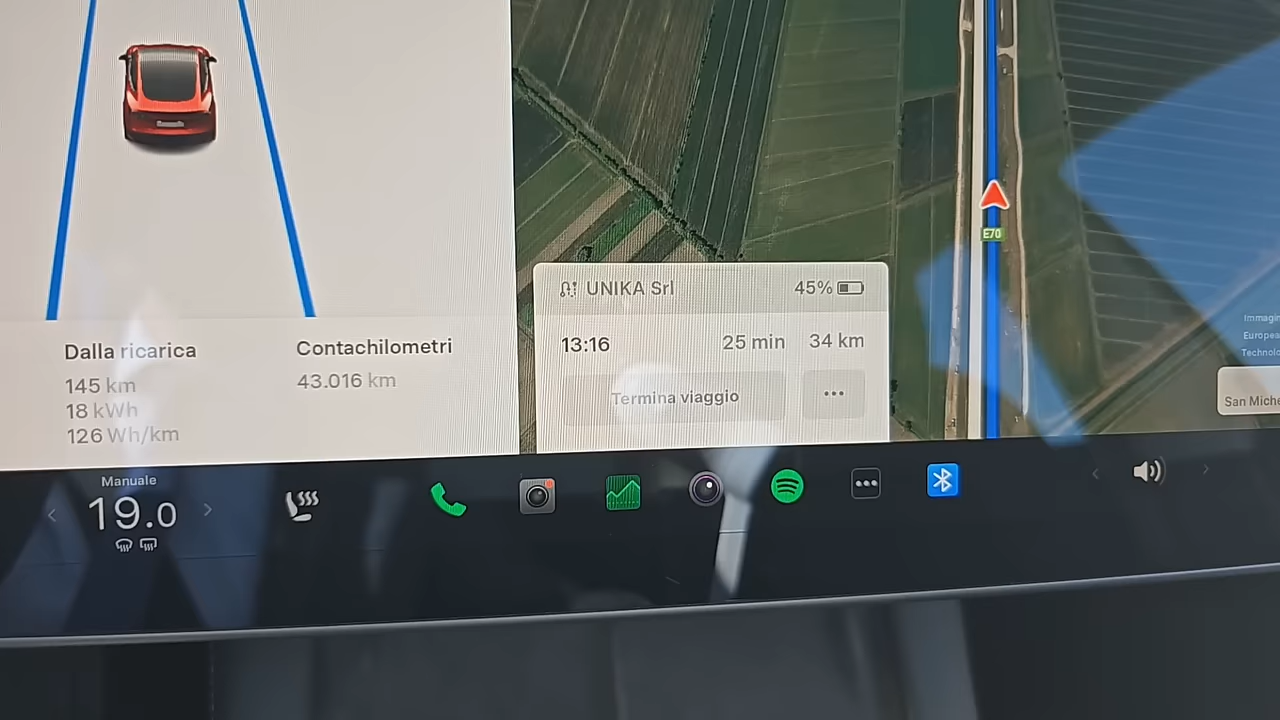 Dalla ricarica
145 km
18 kWh
126 Wh/km
Contachilometri
43.016 km
UNIKA Srl
45%
13:16
25 min
34 km
Termina viaggio
E70
San Miche
Manuale
19.0